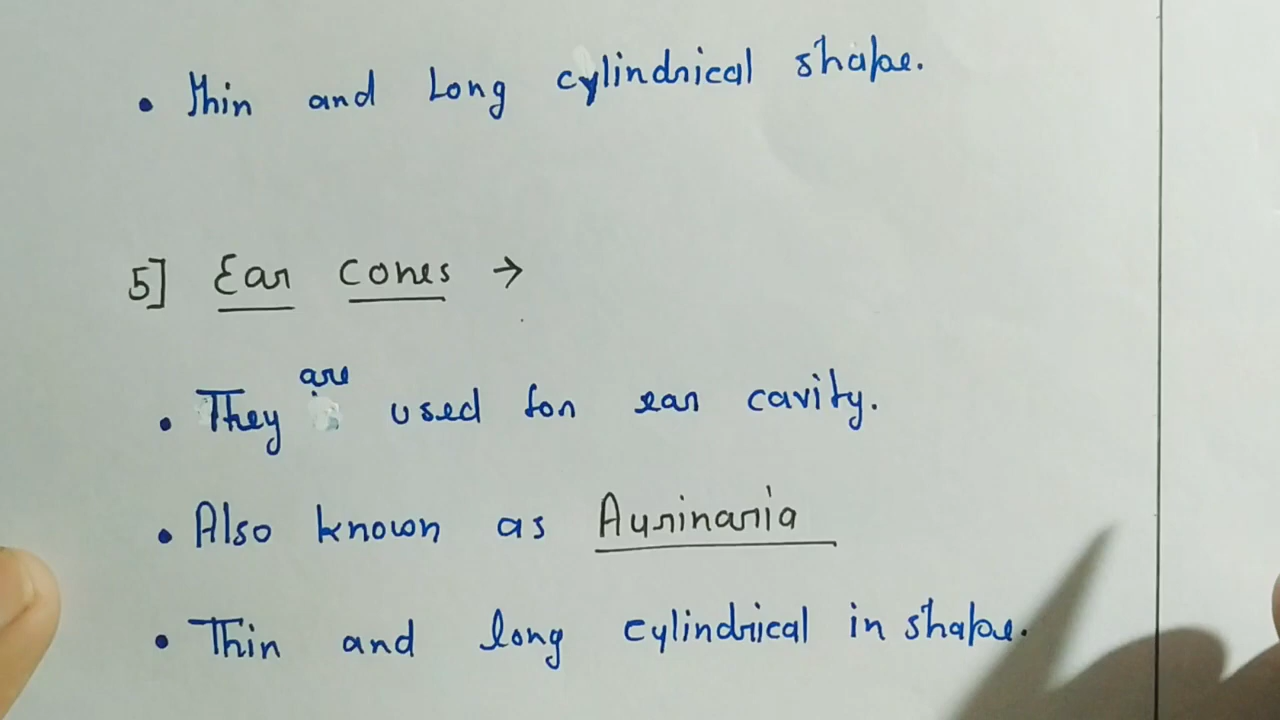 • thin and Long cylindrical shape.
5] Ear Cones →
• They are used for ear cavity.
• Also known as Aurinaria
• Thin and long cylindrical in shape.